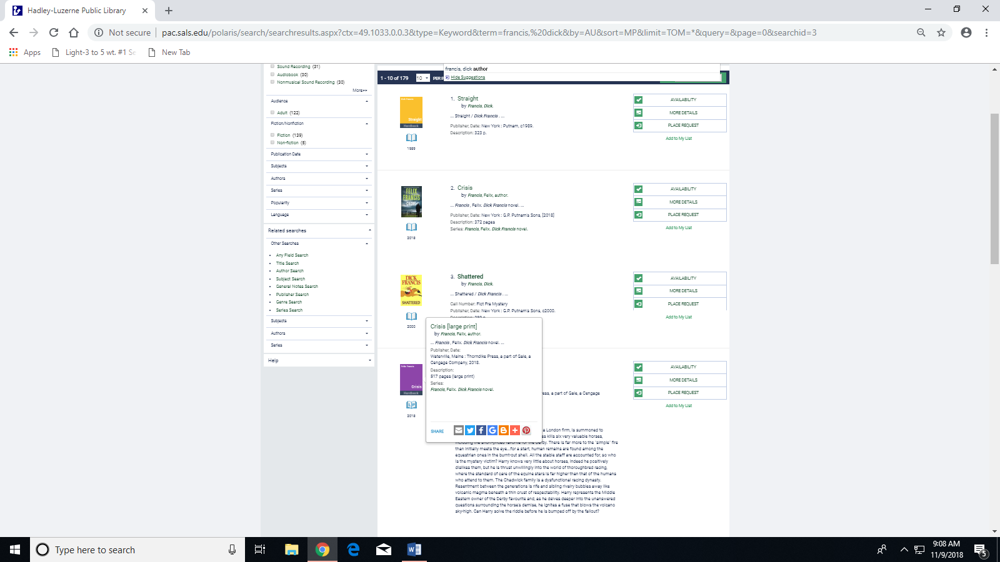 Hadley-Luzerne Public Library
Not secure
pac.sals.edu/polaris/search/searchresults.aspx?ctx=49.1033.0.0.3&type=Keyword&term=francis,%20dick&by=AU&sort=MP&limit=TOM=*&query=&page=0&searchid=3
Apps
Light-3 to 5 wt. #1 S
New Tab
Sound Recording (31)
Audiobook (30)
Nonmusical Sound Recording (30)
More>>
Audience
Adult (122)
Fiction/Nonfiction
Fiction (139)
Non-fiction (5)
Publication Date
Subjects
Authors
Series
Popularity
Language
Related searches
Other Searches
Any Field Search
Title Search
Author Search
Subject Search
General Notes Search
Publisher Search
Genre Search
Series Search
Subjects
Authors
Series
Help
francis, dick author
Hide Suggestions
1 - 10 of 179
10
PER P
Dick Francis
Straight
Hardback
1989
1. Straight
by Francis, Dick.
... Straight / Dick Francis . ...
Publisher, Date: New York : Putnam, c1989.
Description: 323 p.
AVAILABILITY
MORE DETAILS
PLACE REQUEST
Add to My List
FELIX
FRANCIS
CRISIS
2018
2. Crisis
by Francis, Felix, author.
... Francis , Felix. Dick Francis novel. ...
Publisher, Date: New York : G.P. Putnam's Sons, [2018]
Description: 372 pages
Series: Francis, Felix. Dick Francis novel.
AVAILABILITY
MORE DETAILS
PLACE REQUEST
Add to My List
DICK
FRANCIS
SHATTERED
2000
3. Shattered
by Francis, Dick.
... Shattered / Dick Francis . ...
Call Number: Fict Fra Mystery
Publisher, Date: New York : G.P. Putnam's Sons, c2000.
Description: 289 p.
AVAILABILITY
MORE DETAILS
PLACE REQUEST
Add to My List
Crisis [large print]
by Francis, Felix, author.
... Francis , Felix. Dick Francis novel. ...
Publisher, Date:
Waterville, Maine : Thorndike Press, a part of Gale, a
Cengage Company, 2018.
Description:
517 pages (large print)
Series:
Francis, Felix. Dick Francis novel.
SHARE
Felix Francis
Crisis
Hardback
LP
2018
ess, a part of Gale, a Cengage
AVAILABILITY
MORE DETAILS
PLACE REQUEST
Add to My List
a London firm, is summoned to
es kills six very valuable horses,
including the short-priced favorite for the Derby. There is far more to the "simple" fire
than initially meets the eye...for a start, human remains are found among the
equestrian ones in the burnt-out shell. All the stable staff are accounted for, so who
is the mystery victim? Harry knows very little about horses, indeed he positively
dislikes them, but he is thrust unwillingly into the world of thoroughbred racing,
where the standard of care of the equine stars is far higher than that of the humans
who attend to them. The Chadwick family is a dysfunctional racing dynasty.
Resentment between the generations is rife and sibling rivalry bubbles away like
volcanic magma beneath a thin crust of respectability. Harry represents the Middle
Eastern owner of the Derby favourite and, as he delves deeper into the unanswered
questions surrounding the horse's demise, he ignites a fuse that blows the volcano
sky-high. Can Harry solve the riddle before he is bumped off by the fallout?
Type here to search
9:08 AM
11/9/2018
5